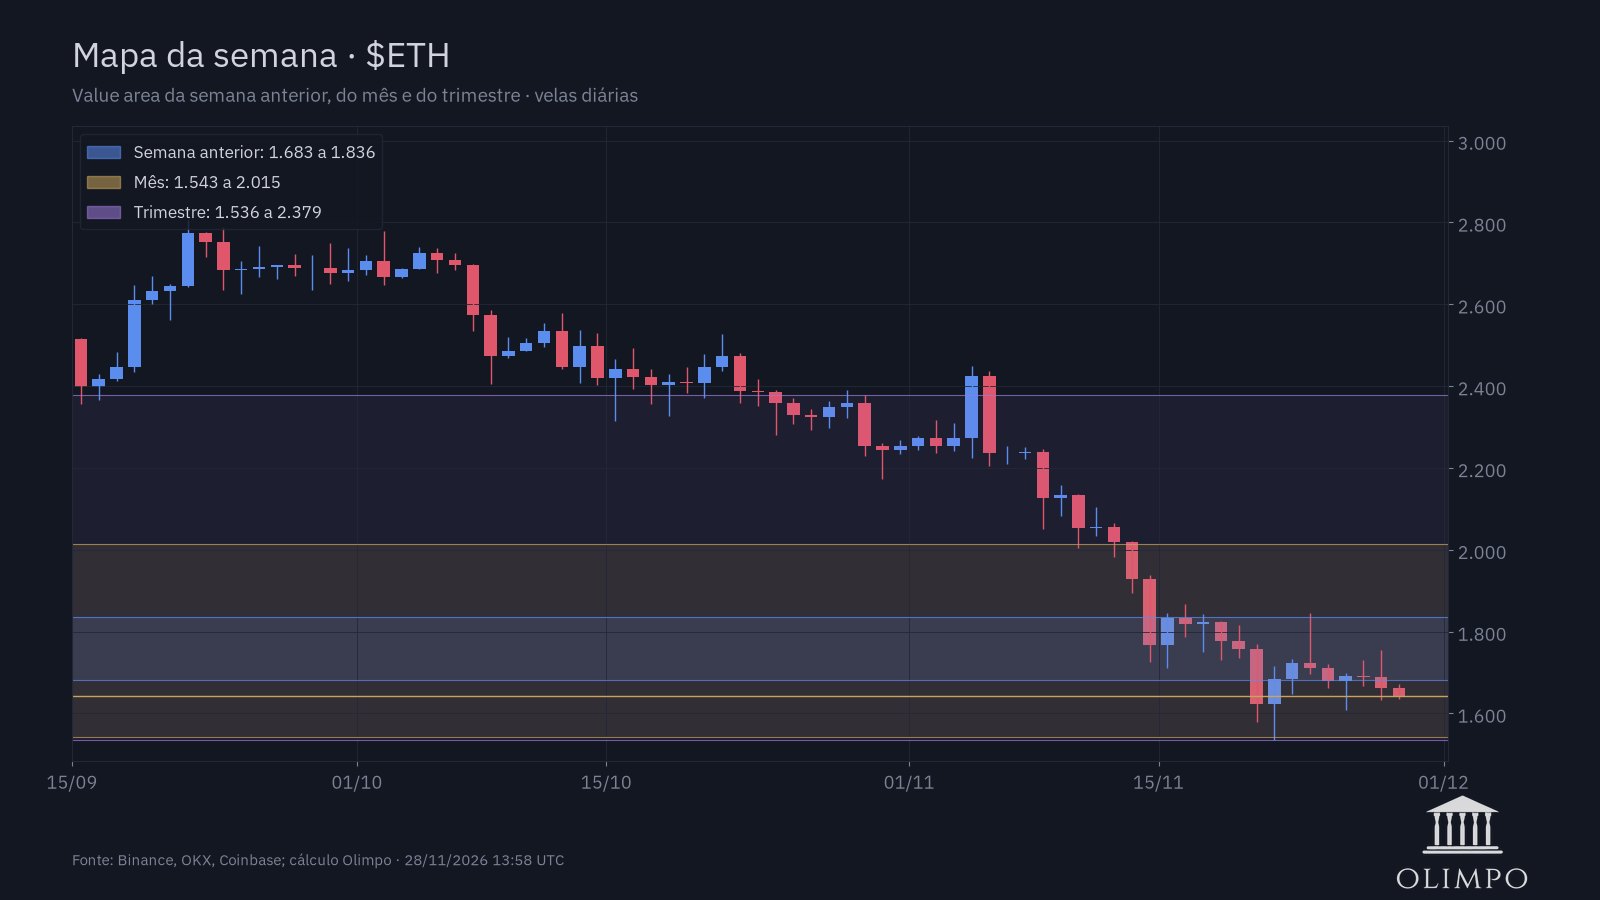 Mapa da semana · $ETH
Value area da semana anterior, do mês e do trimestre · velas diárias
Semana anterior: 1.683 a 1.836
Mês: 1.543 a 2.015
Trimestre: 1.536 a 2.379
3.000
2.800
2.600
2.400
2.200
2.000
1.800
1.600
15/09 01/10 15/10 01/11 15/11 01/12
Fonte: Binance, OKX, Coinbase; cálculo Olimpo · 28/11/2026 13:58 UTC
OLIMPO